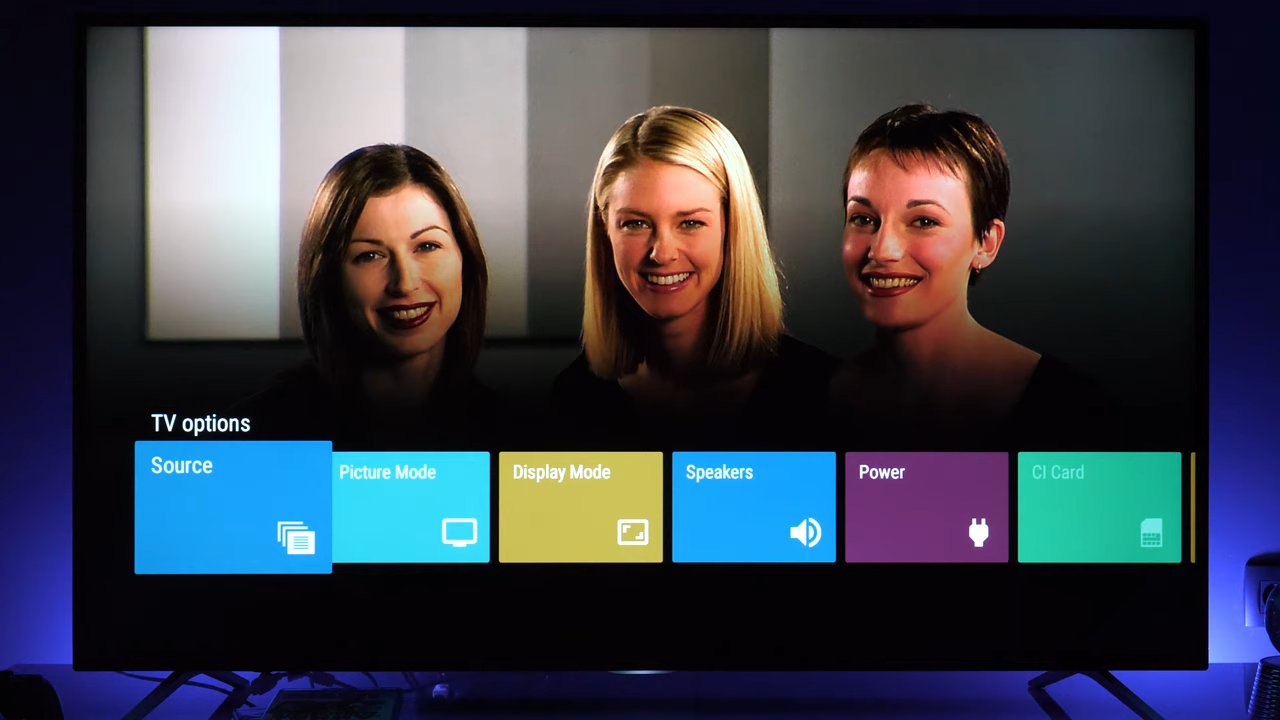 TV options
Source
Picture Mode
Display Mode
Speakers
Power
CI Card